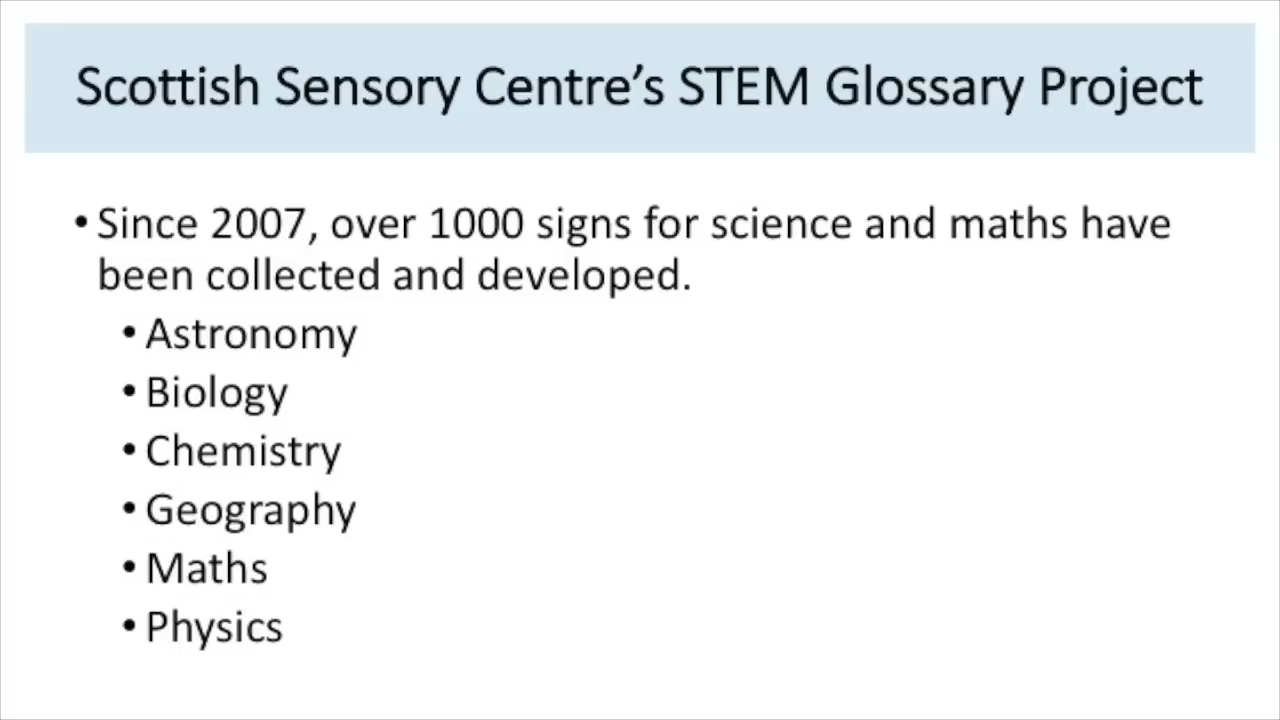 Scottish Sensory Centre’s STEM Glossary Project
• Since 2007, over 1000 signs for science and maths have
been collected and developed.
• Astronomy
• Biology
• Chemistry
• Geography
• Maths
• Physics